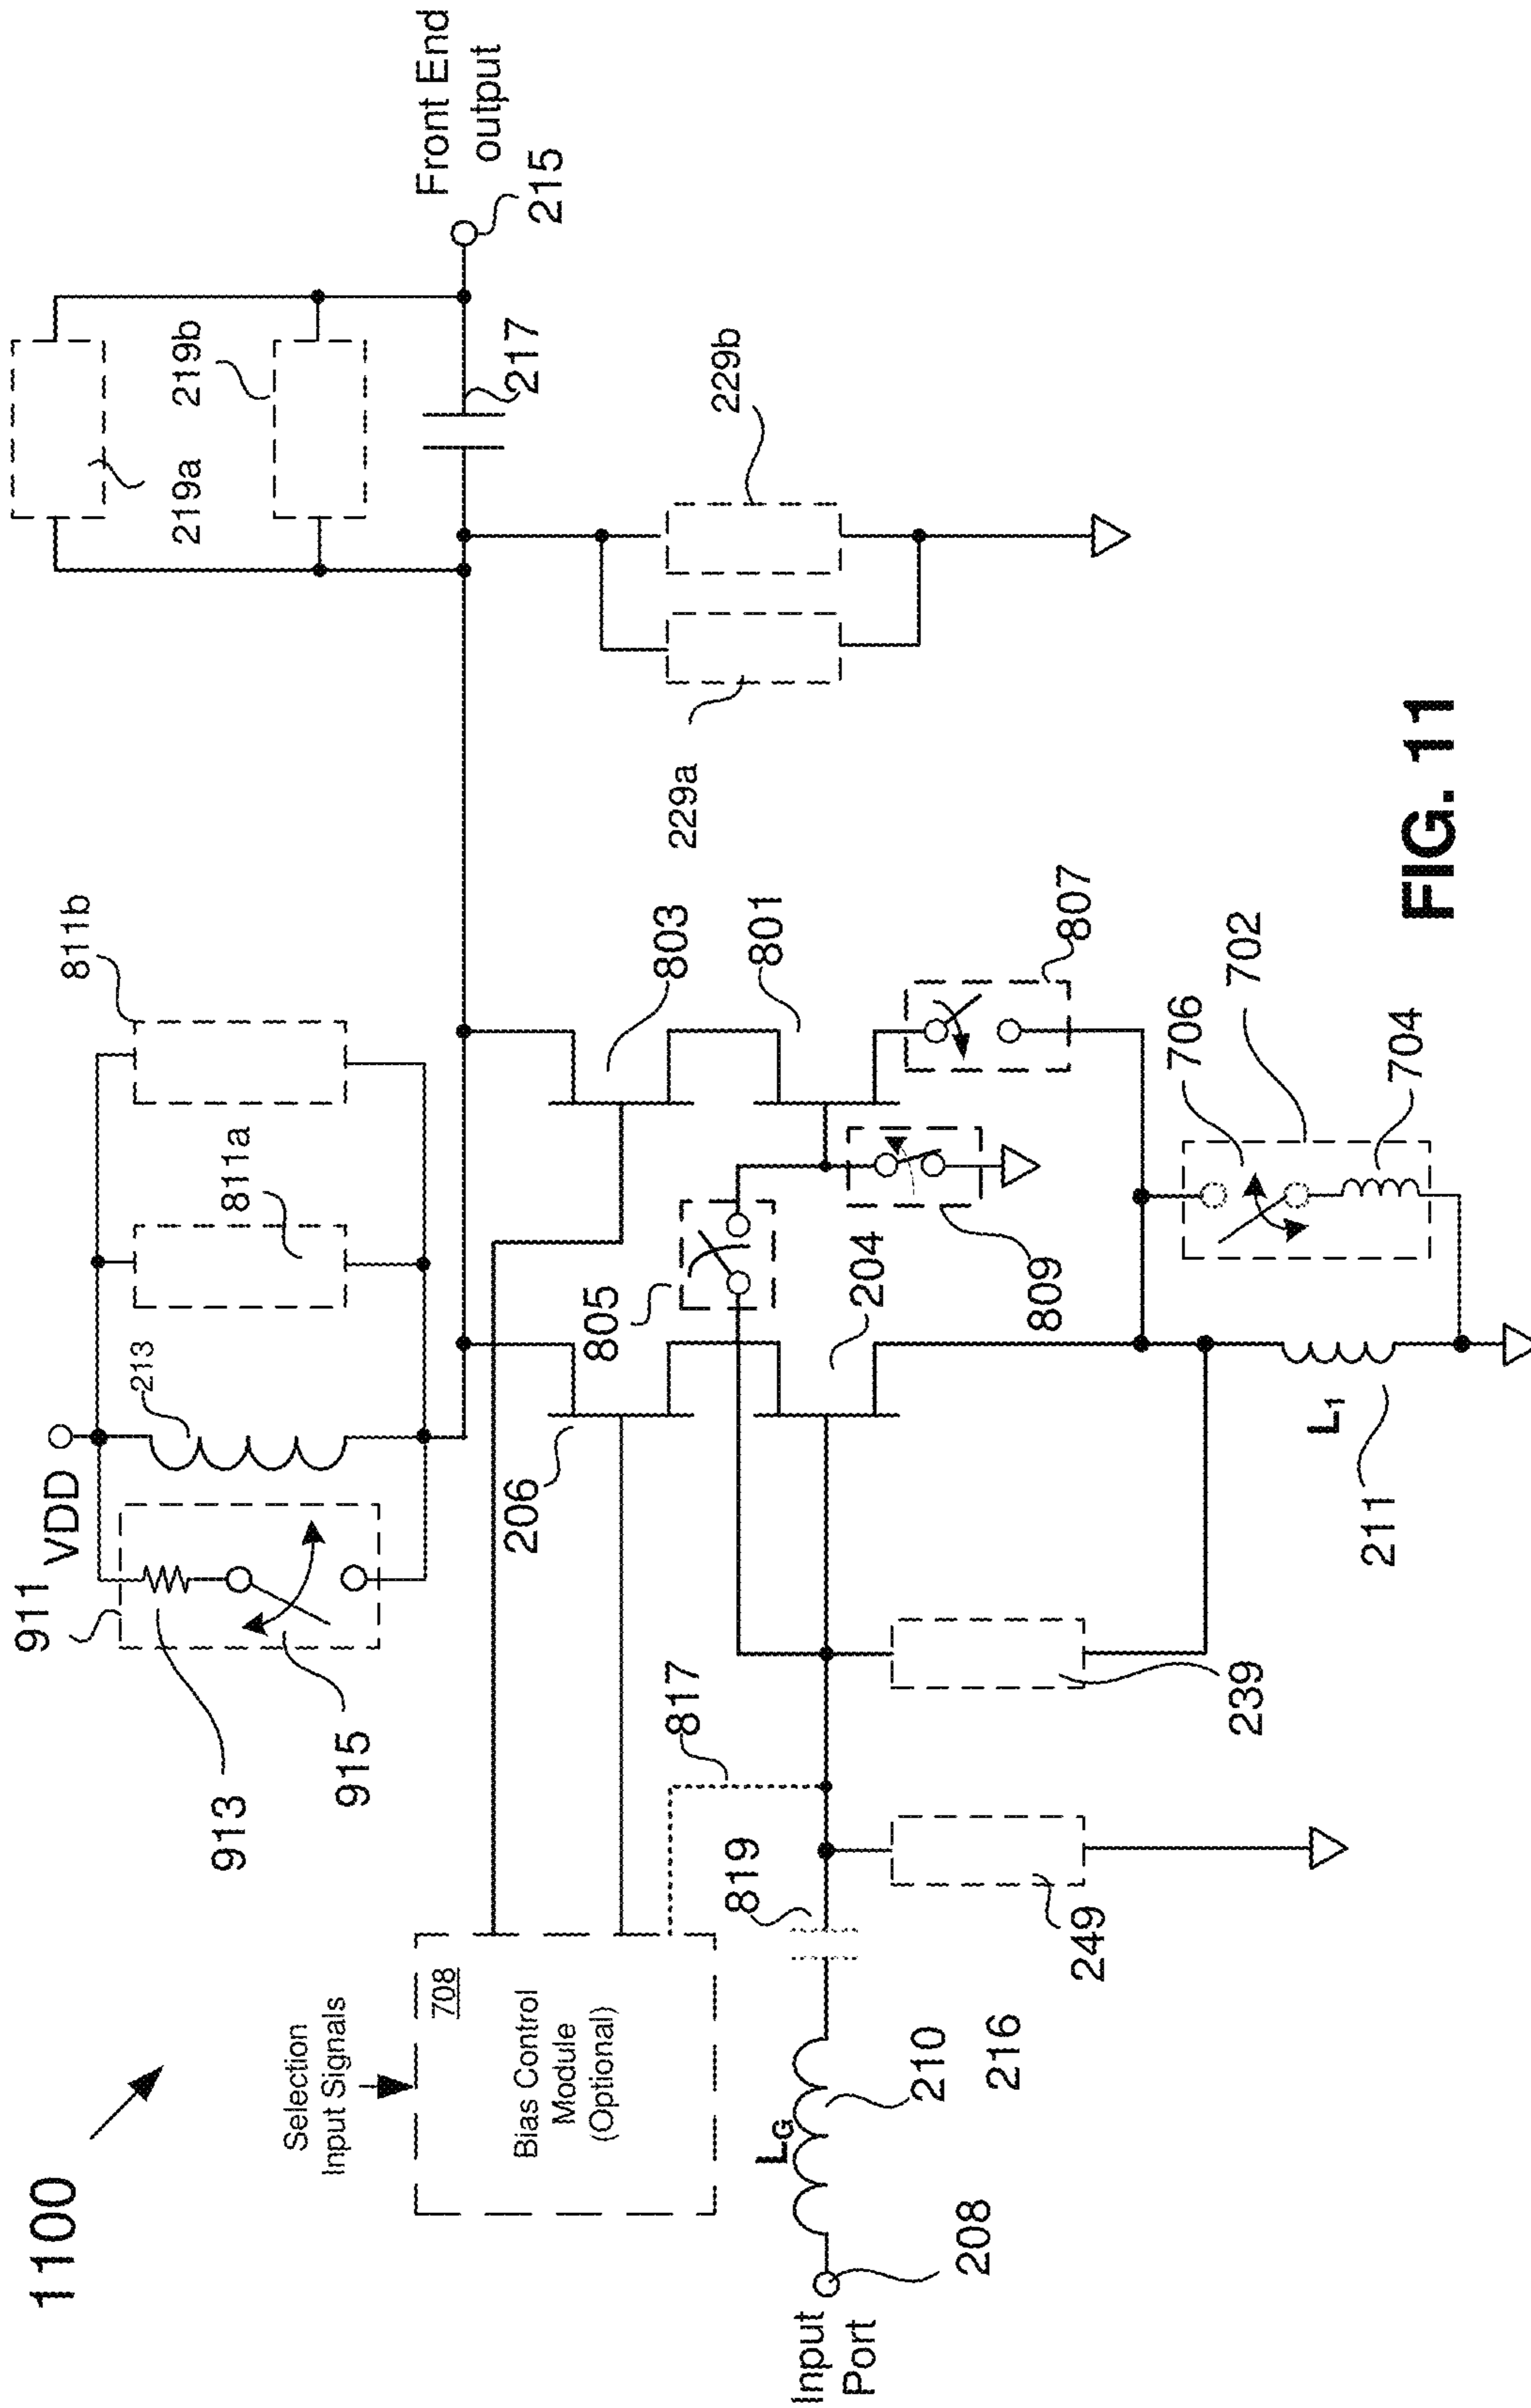 1100
Selection
Input Signals
708
Bias Control
Module
(Optional)
Input
Port
208
L_G
210
216
819
249
817
239
911
VDD
913
915
213
811a
811b
206
803
805
204
801
809
807
L_1
211
706
702
704
219a
219b
217
229a
229b
Front End
output
215
FIG. 11